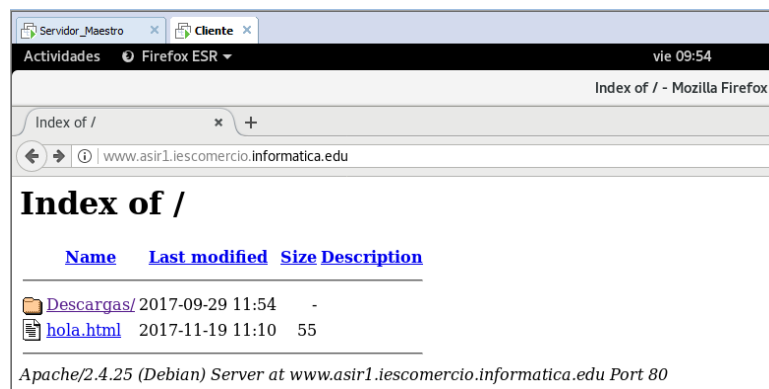 Servidor_Maestro × Cliente ×
Actividades Firefox ESR vie 09:54
Index of / - Mozilla Firefox
Index of / × +
www.asir1.iescomercio.informatica.edu
Index of /
Name Last modified Size Description
Descargas/ 2017-09-29 11:54 -
hola.html 2017-11-19 11:10 55
Apache/2.4.25 (Debian) Server at www.asir1.iescomercio.informatica.edu Port 80